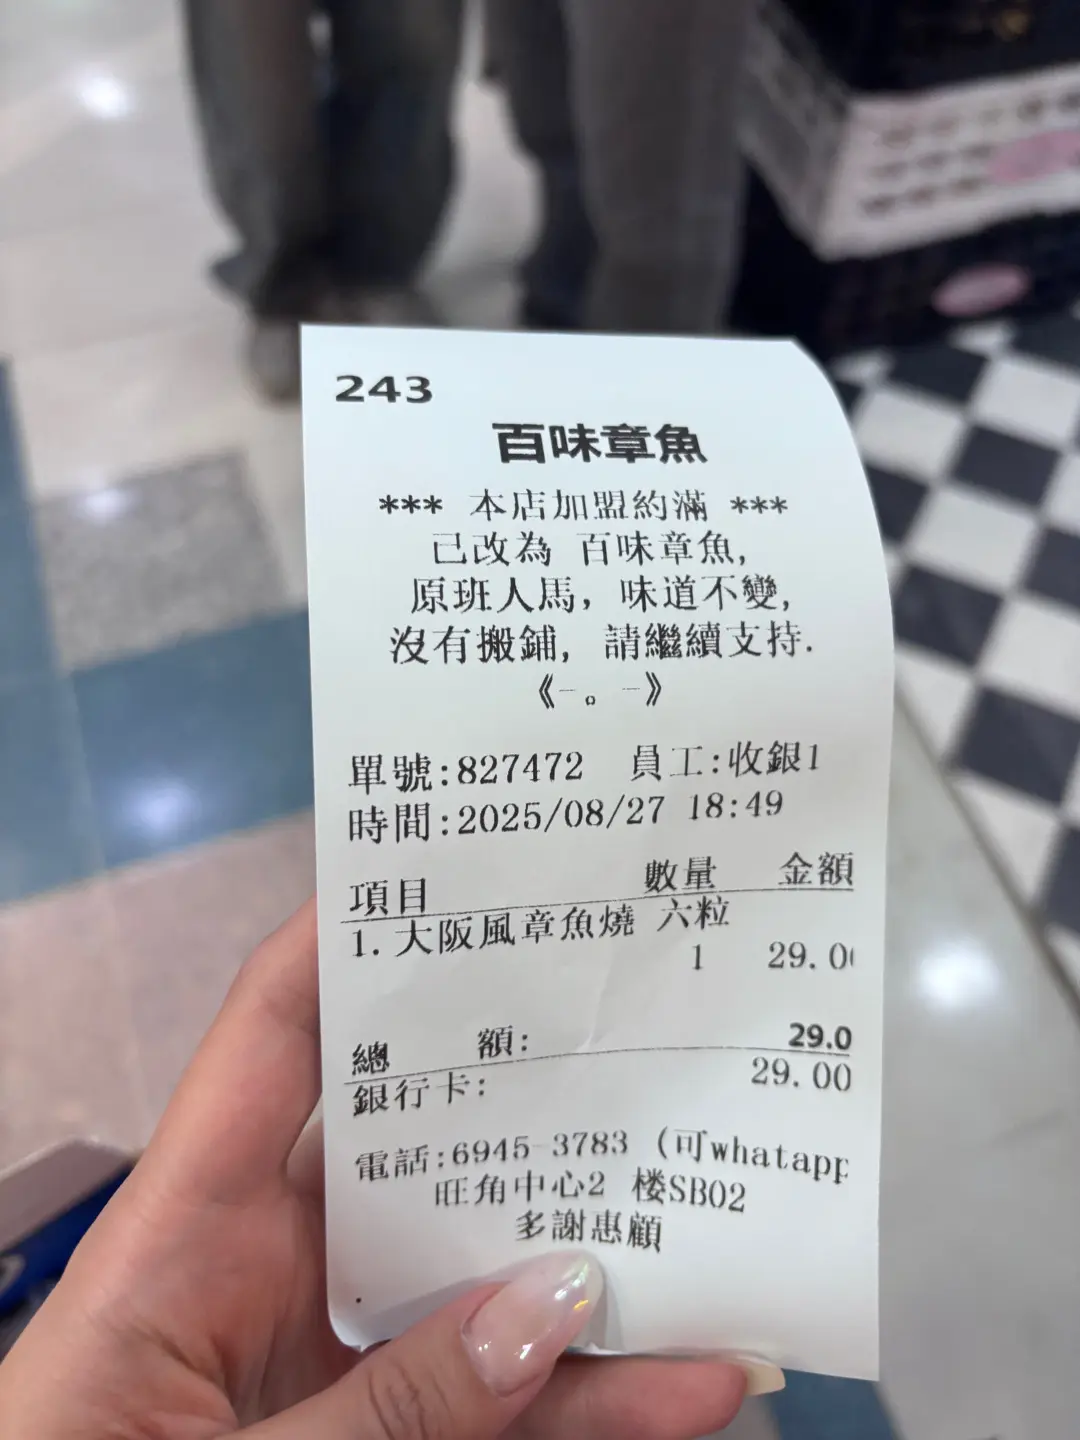 243
百味章魚
*** 本店加盟約滿 ***
已改為 百味章魚,
原班人馬, 味道不變,
沒有搬鋪, 請繼續支持.
《—。—》
單號:827472 員工:收銀1
時間:2025/08/27 18:49
項目 數量 金額
1. 大阪風章魚燒 六粒
1 29.0
總 額: 29.0
銀行卡: 29.00
電話:6945-3783 (可whatapp
旺角中心2 楼SB02
多謝惠顧
.